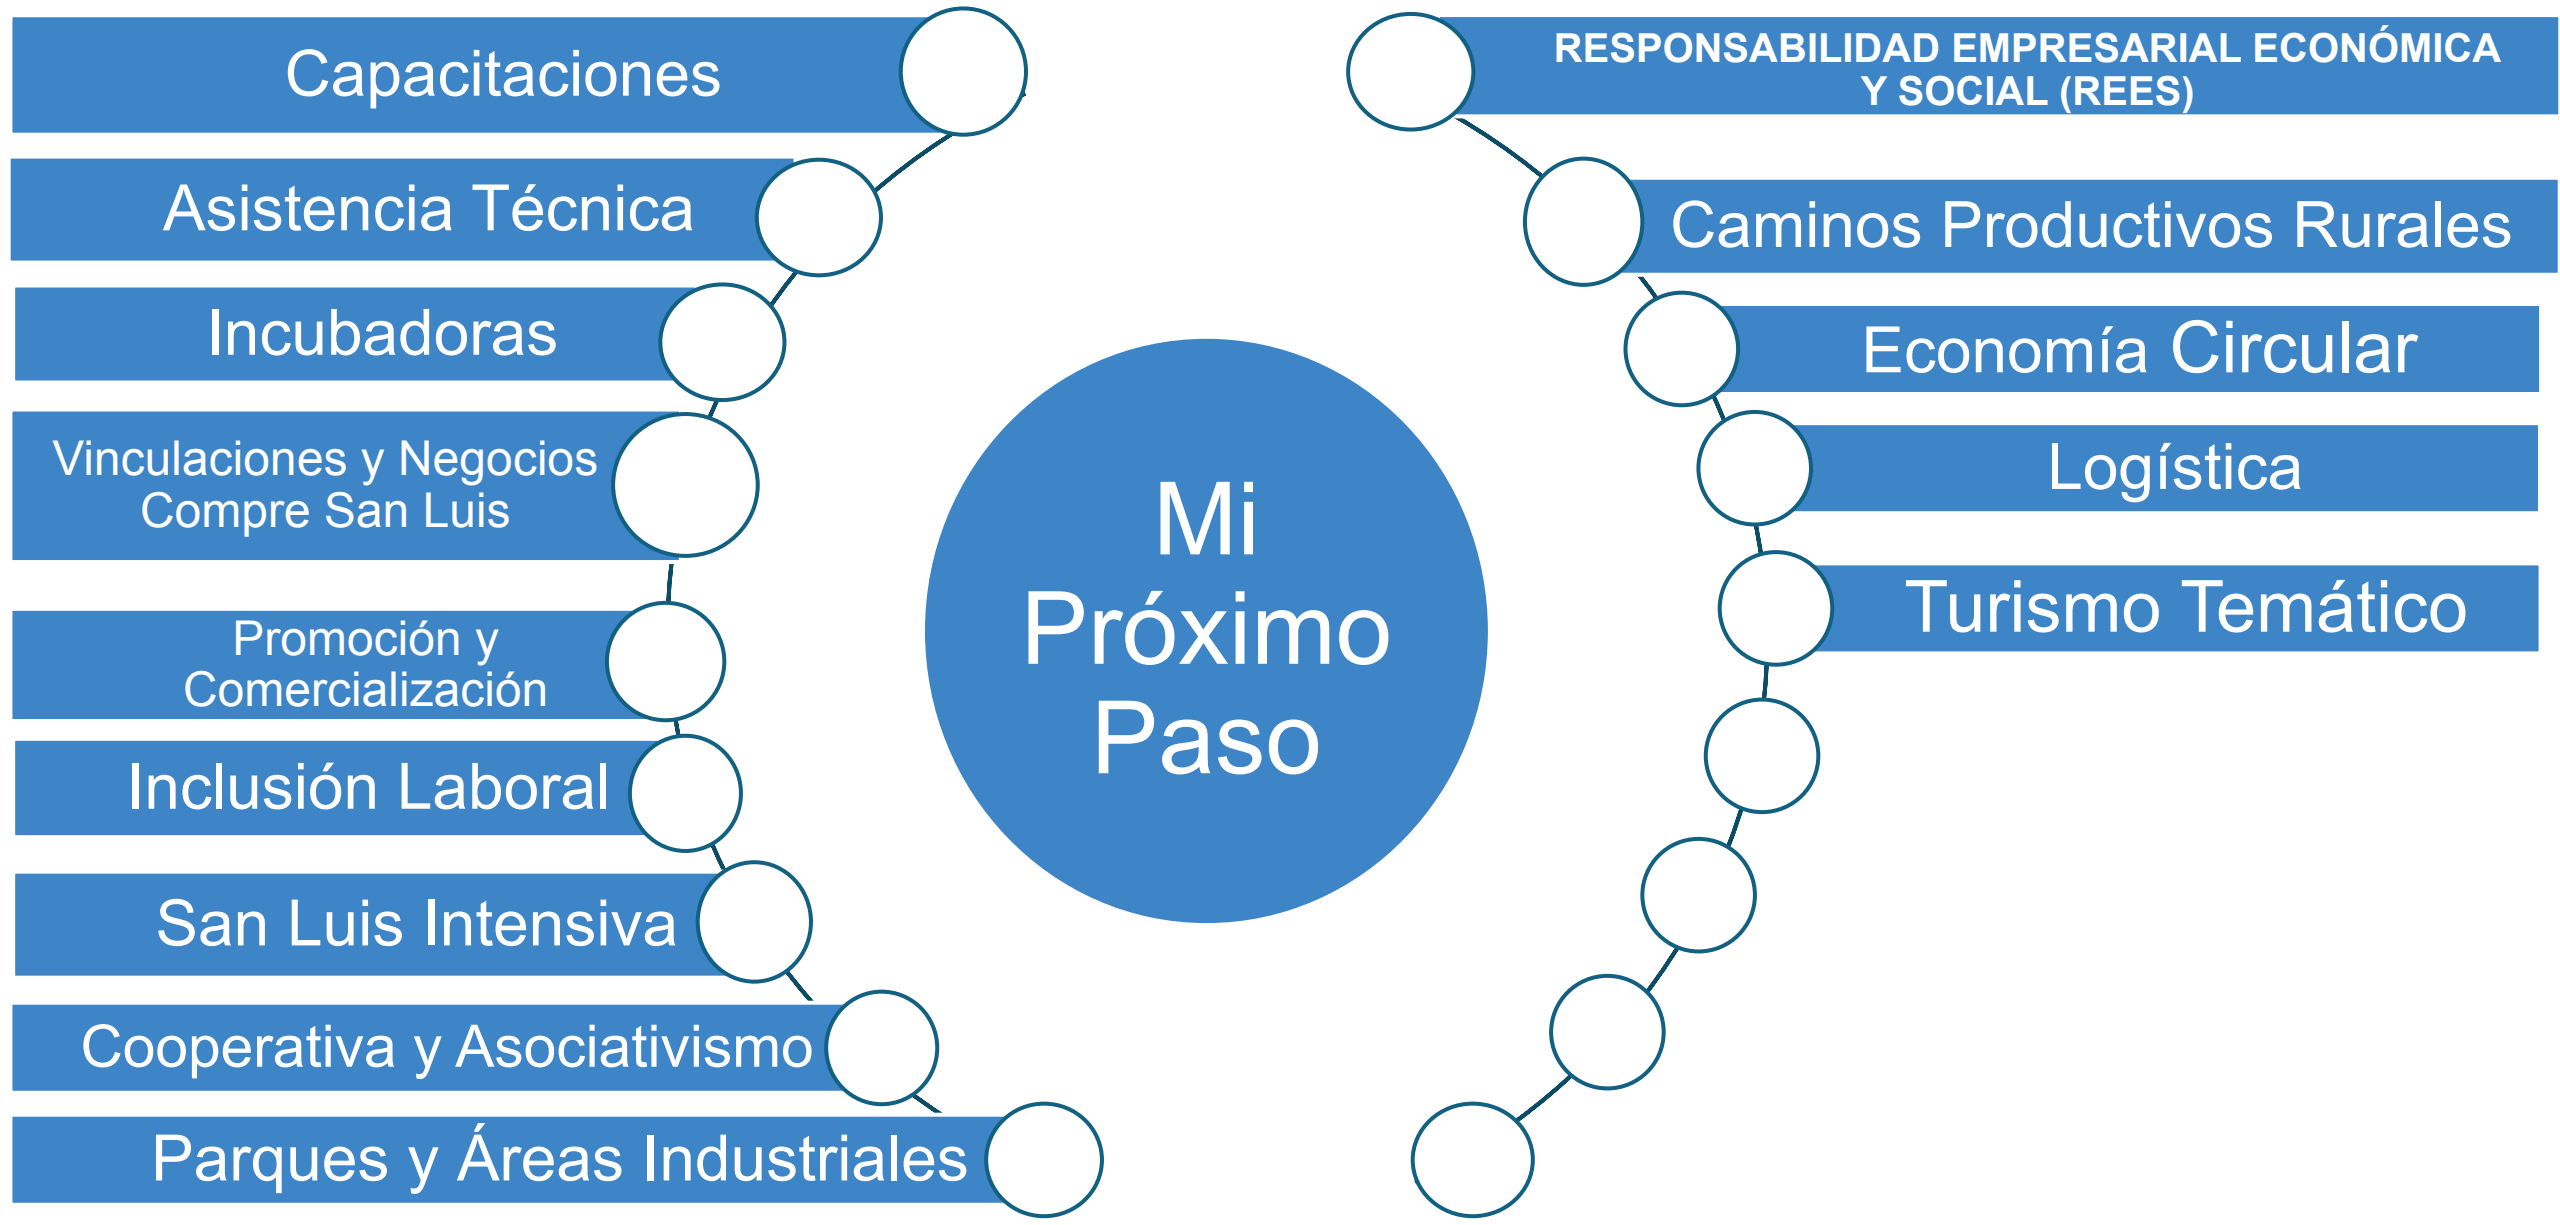 Capacitaciones
Asistencia Técnica
Incubadoras
Vinculaciones y Negocios
Compre San Luis
Promoción y
Comercialización
Inclusión Laboral
San Luis Intensiva
Cooperativa y Asociativismo
Parques y Áreas Industriales
Mi
Próximo
Paso
RESPONSABILIDAD EMPRESARIAL ECONÓMICA
Y SOCIAL (REES)
Caminos Productivos Rurales
Economía Circular
Logística
Turismo Temático